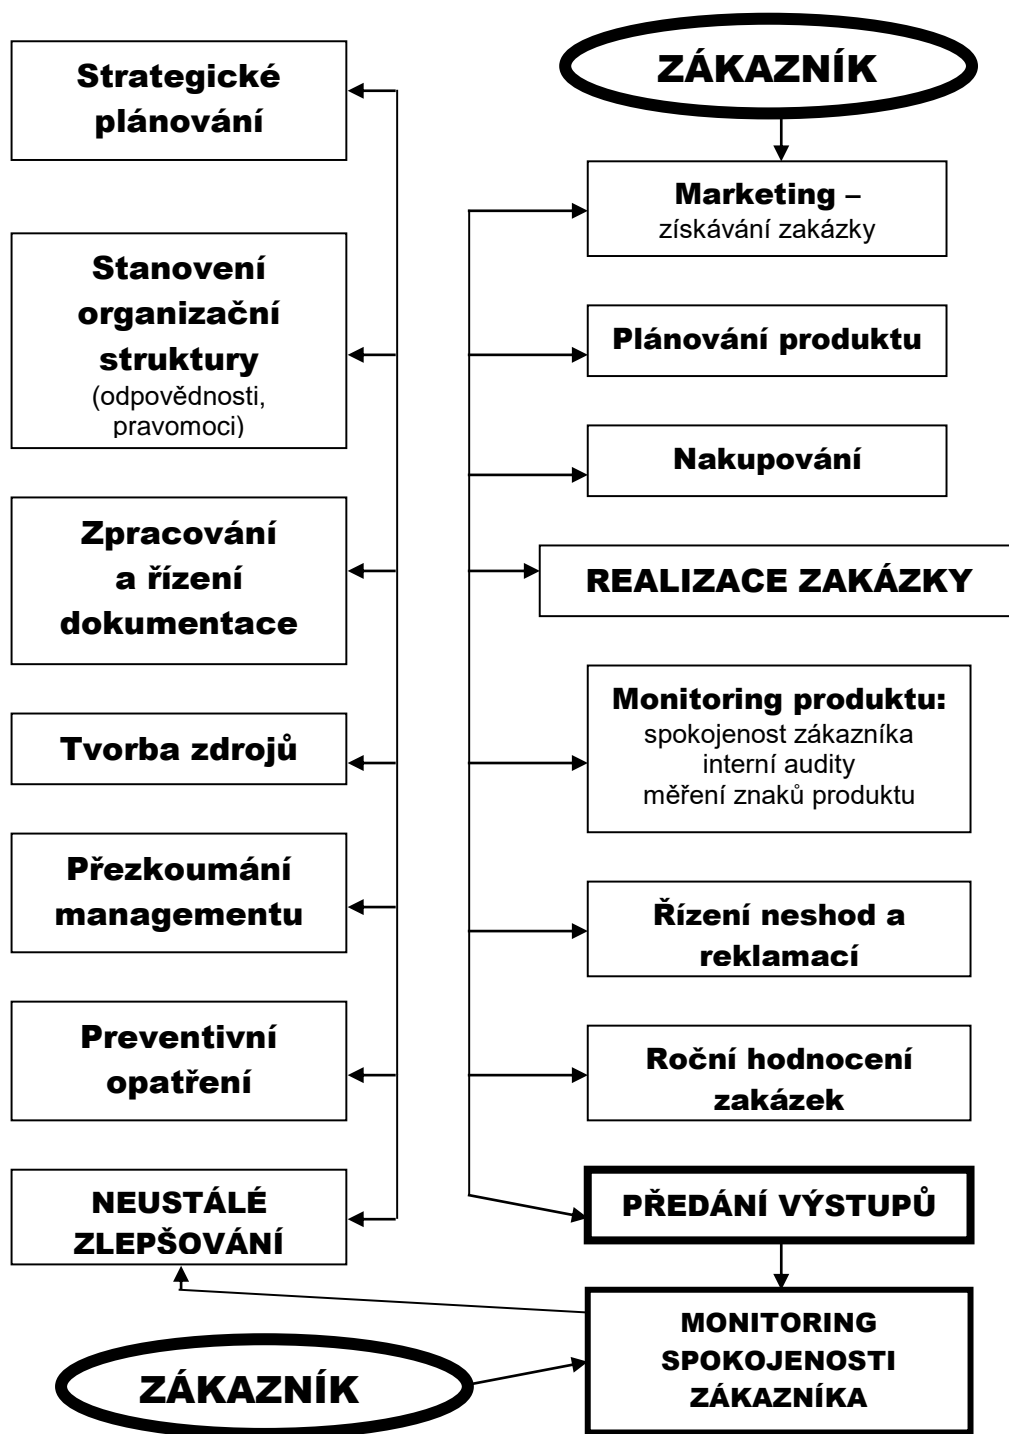 Strategické
plánování
Stanovení
organizační
struktury
(odpovědnosti,
pravomoci)
Zpracování
a řízení
dokumentace
Tvorba zdrojů
Přezkoumání
managementu
Preventivní
opatření
NEUSTÁLÉ
ZLEPŠOVÁNÍ
ZÁKAZNÍK
Marketing –
získávání zakázky
Plánování produktu
Nakupování
REALIZACE ZAKÁZKY
Monitoring produktu:
spokojenost zákazníka
interní audity
měření znaků produktu
Řízení neshod a
reklamací
Roční hodnocení
zakázek
PŘEDÁNÍ VÝSTUPŮ
MONITORING
SPOKOJENOSTI
ZÁKAZNÍKA
ZÁKAZNÍK